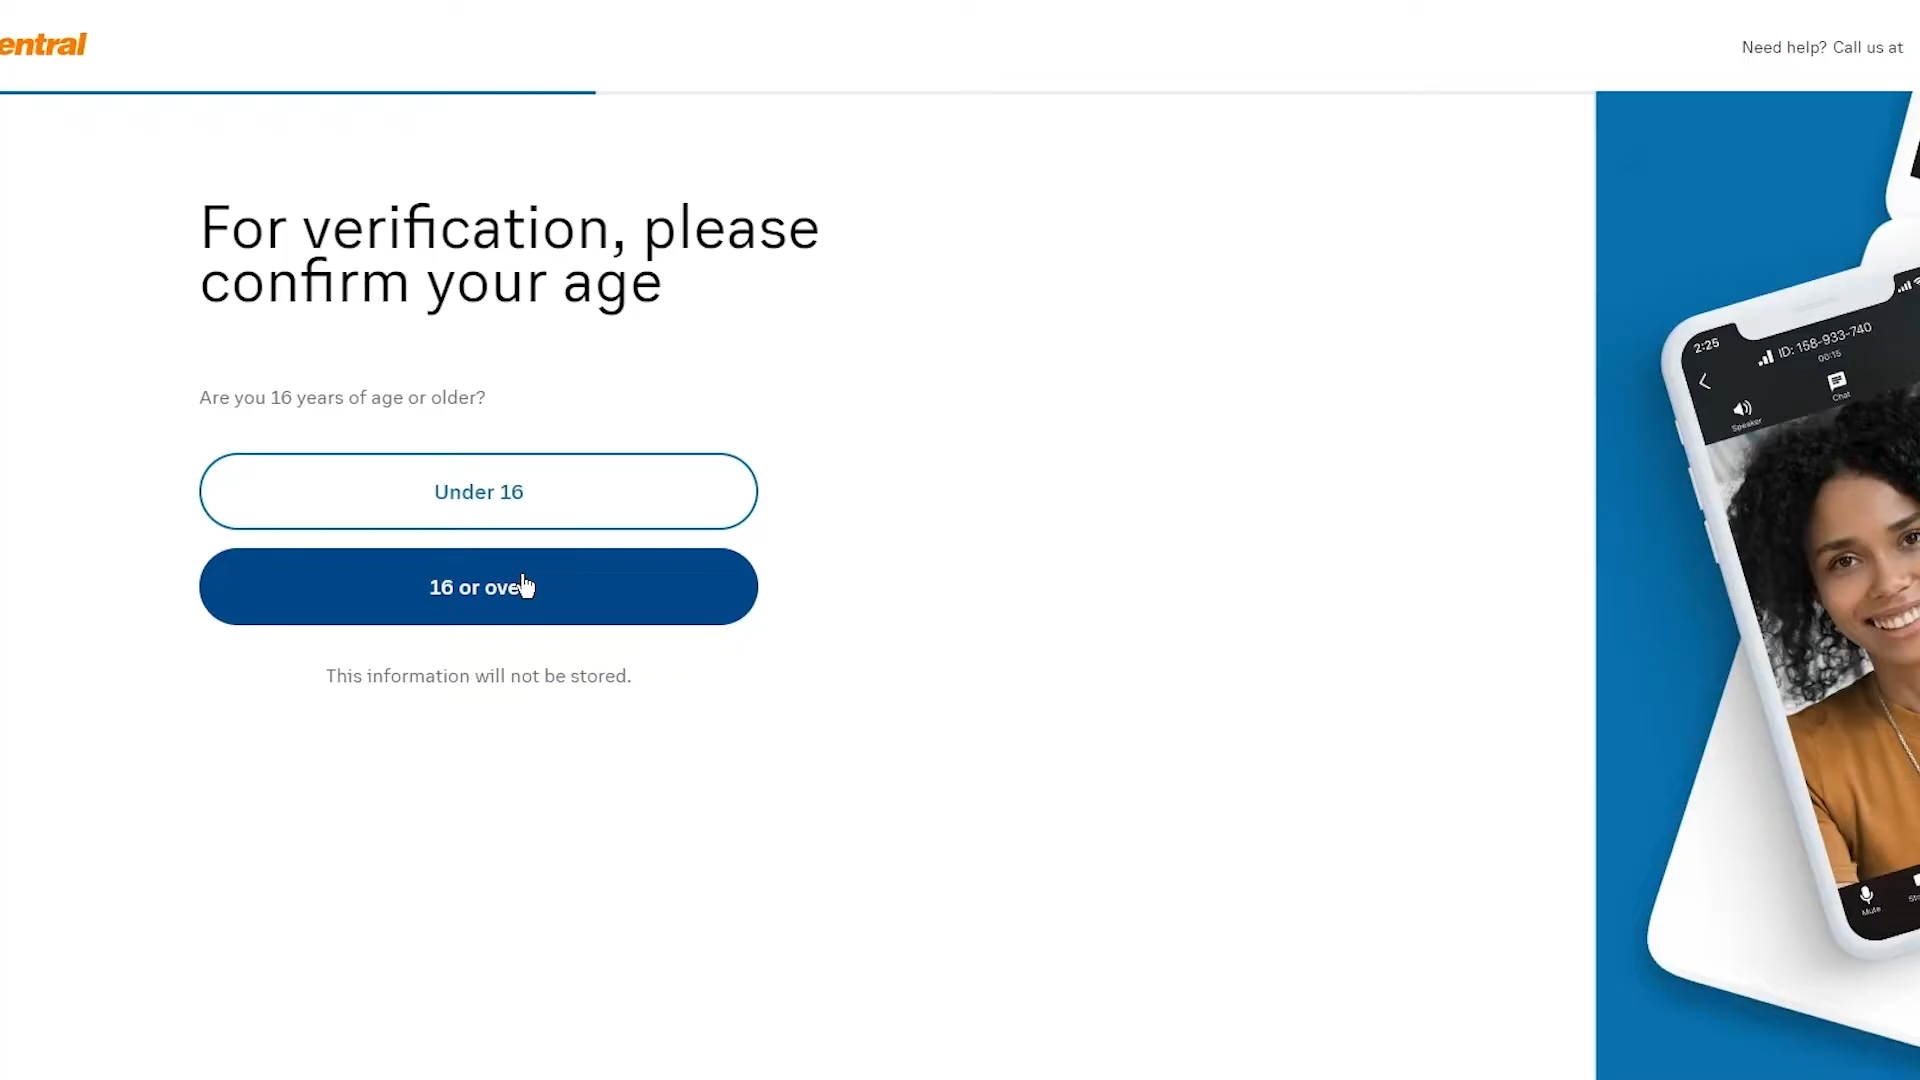 entral
Need help? Call us at
For verification, please
confirm your age
Are you 16 years of age or older?
Under 16
16 or ove
This information will not be stored.
2:25
ID: 158-933-740
00:15
Speaker
Chat
Mute